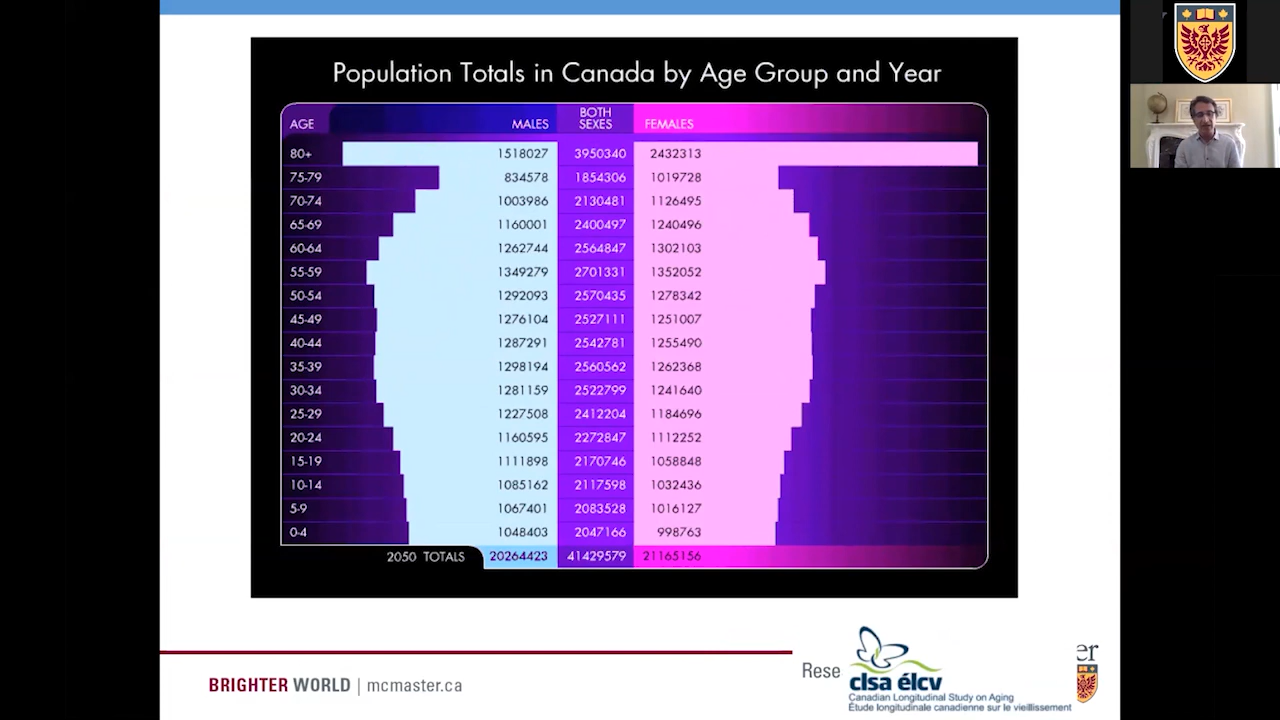 Population Totals in Canada by Age Group and Year
AGE MALES BOTH SEXES FEMALES
80+ 1518027 3950340 2432313
75-79 834578 1854306 1019728
70-74 1003986 2130481 1126495
65-69 1160001 2400497 1240496
60-64 1262744 2564847 1302103
55-59 1349279 2701331 1352052
50-54 1292093 2570435 1278342
45-49 1276104 2527111 1251007
40-44 1287291 2542781 1255490
35-39 1298194 2560562 1262368
30-34 1281159 2522799 1241640
25-29 1227508 2412204 1184696
20-24 1160595 2272847 1112252
15-19 1111898 2170746 1058848
10-14 1085162 2117598 1032436
5-9 1067401 2083528 1016127
0-4 1048403 2047166 998763
2050 TOTALS 20264423 41429579 21165156
BRIGHTER WORLD | mcmaster.ca
Rese
er
clsa élcv
Canadian Longitudinal Study on Aging
Étude longitudinale canadienne sur le vieillissement